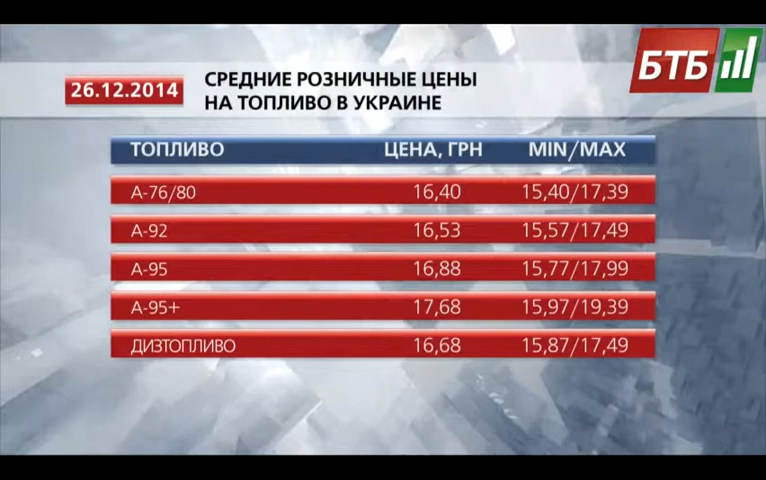 БТБ
26.12.2014
СРЕДНИЕ РОЗНИЧНЫЕ ЦЕНЫ
НА ТОПЛИВО В УКРАИНЕ
ТОПЛИВО ЦЕНА, ГРН MIN/MAX
А-76/80 16,40 15,40/17,39
А-92 16,53 15,57/17,49
А-95 16,88 15,77/17,99
А-95+ 17,68 15,97/19,39
ДИЗТОПЛИВО 16,68 15,87/17,49